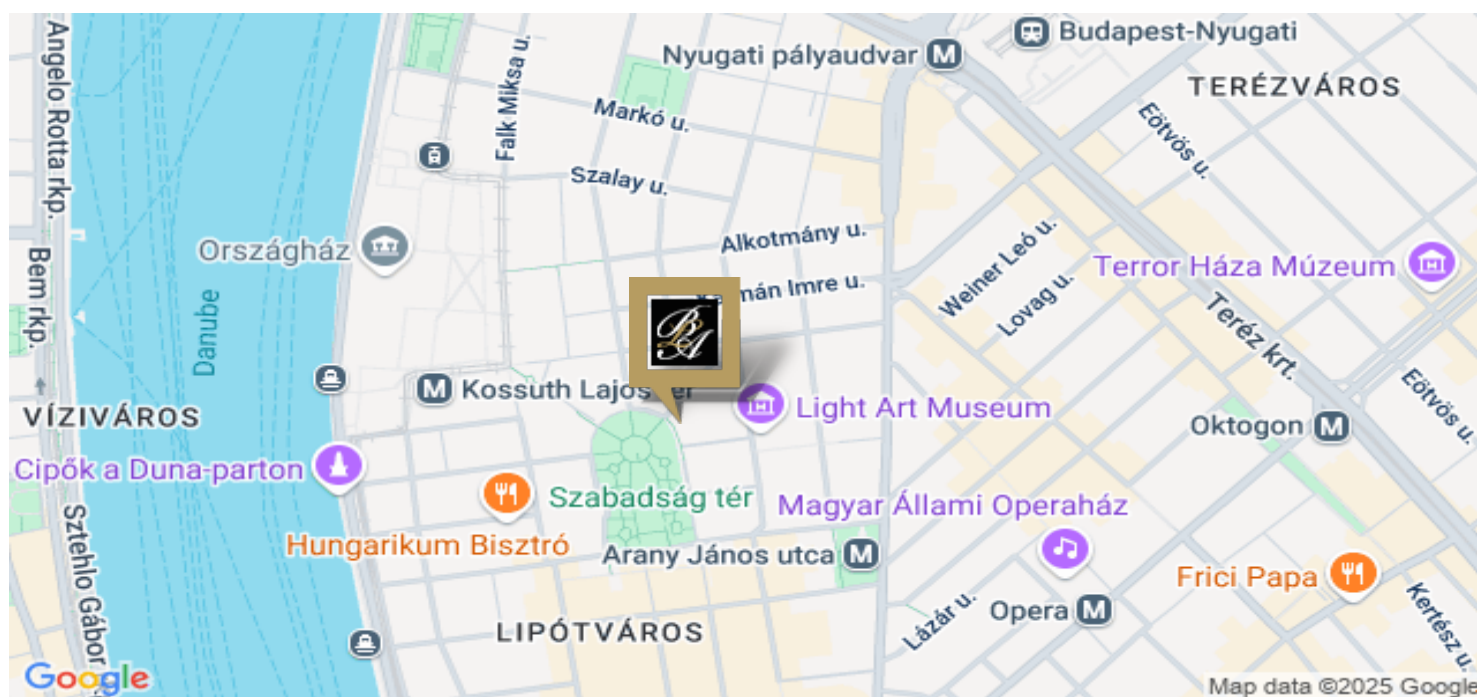 Angelo Rotta rkp.
Falk Miksa u.
Nyugati pályaudvar M
Budapest-Nyugati
TERÉZVÁROS
Markó u.
Eötvös u.
Szalay u.
Országház
Alkotmány u.
Bem rkp.
Danube
Weiner Leó u.
Lovag u.
Terror Háza Múzeum
mán Imre u.
Teréz krt.
BLA
M Kossuth Lajos tér
VÍZIVÁROS
Light Art Museum
Eötvös u.
Oktogon M
Cipők a Duna-parton
Szabadság tér
Magyar Állami Operaház
Hungarikum Bisztró
Arany János utca M
Sztehlo Gábor
Frici Papa
Kertész u.
Lázár u.
Opera M
LIPÓTVÁROS
Google
Map data ©2025 Google